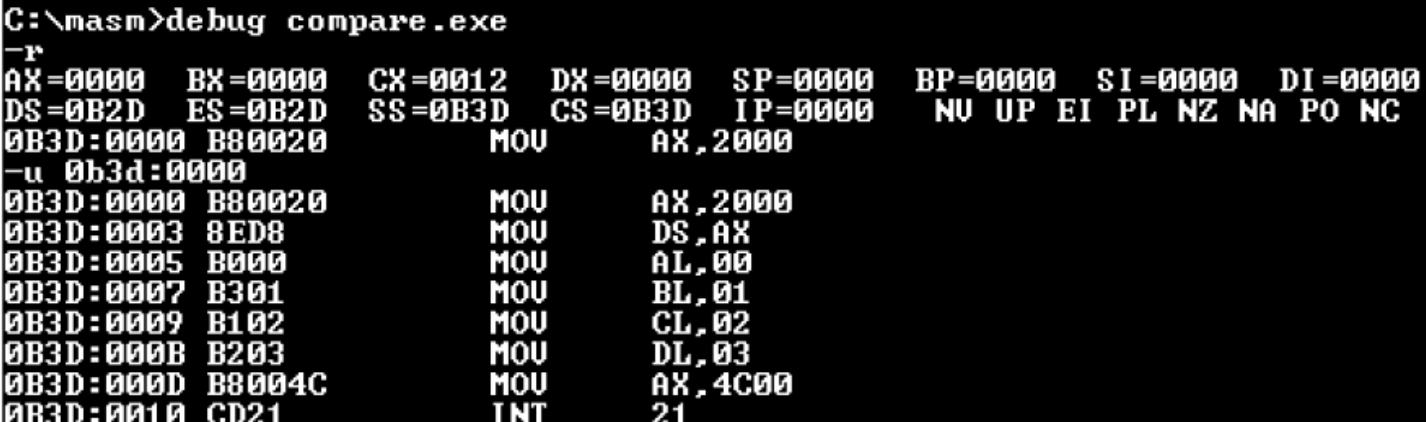 C:\masm>debug compare.exe
-r
AX=0000  BX=0000  CX=0012  DX=0000  SP=0000  BP=0000  SI=0000  DI=0000
DS=0B2D  ES=0B2D  SS=0B3D  CS=0B3D  IP=0000   NV UP EI PL NZ NA PO NC
0B3D:0000 B80020        MOV     AX,2000
-u 0b3d:0000
0B3D:0000 B80020        MOV     AX,2000
0B3D:0003 8ED8          MOV     DS,AX
0B3D:0005 B000          MOV     AL,00
0B3D:0007 B301          MOV     BL,01
0B3D:0009 B102          MOV     CL,02
0B3D:000B B203          MOV     DL,03
0B3D:000D B8004C        MOV     AX,4C00
0B3D:0010 CD21          INT     21